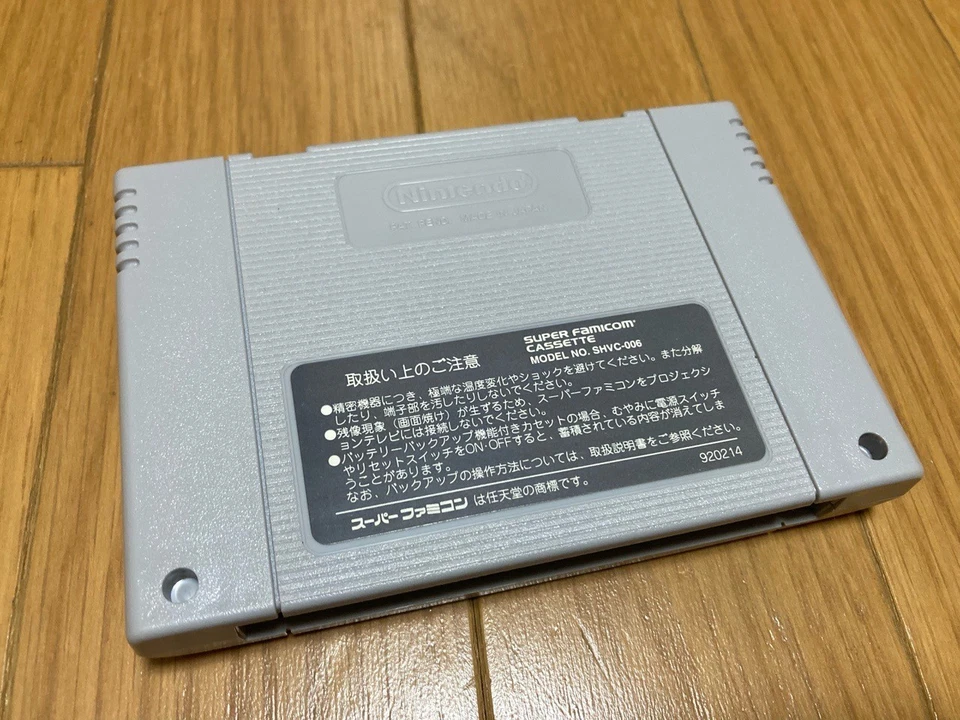 Nintendo
PAT. PEND. MADE IN JAPAN
取扱い上のご注意
SUPER FAMICOM
CASSETTE
MODEL NO. SHVC-006
●精密機器につき、極端な温度変化やショックを避けてください。また分解
したり、端子部を汚したりしないでください。
●残像現象（画面焼け）が生ずるため、スーパーファミコンをプロジェクシ
ョンテレビには接続しないでください。
●バッテリーバックアップ機能付きカセットの場合、むやみに電源スイッチ
やリセットスイッチをON・OFFすると、蓄積されている内容が消えてしま
うことがあります。
なお、バックアップの操作方法については、取扱説明書をご参照ください。
920214
スーパーファミコン は任天堂の商標です。